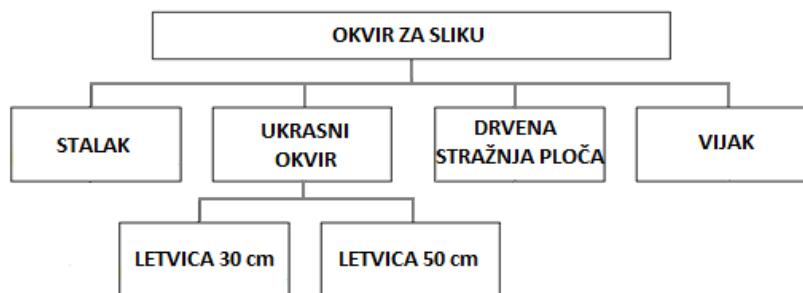 OKVIR ZA SLIKU
STALAK
UKRASNI
OKVIR
DRVENA
STRAŽNJA PLOČA
VIJAK
LETVICA 30 cm
LETVICA 50 cm